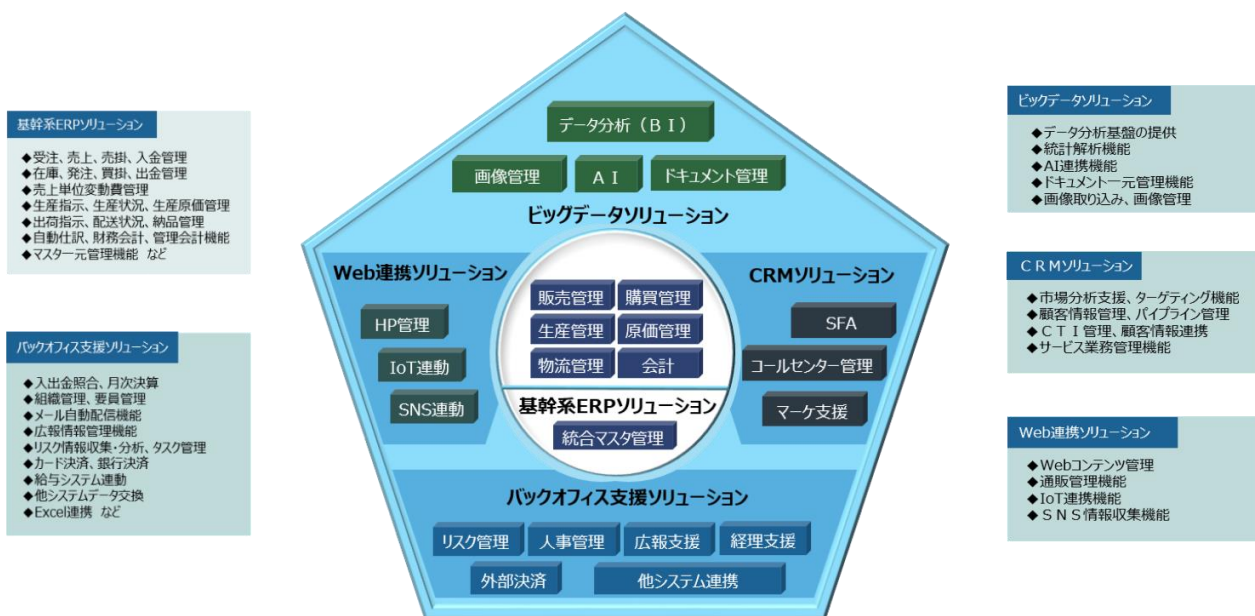 基幹系ERPソリューション
◆受注、売上、売掛、入金管理
◆在庫、発注、買掛、出金管理
◆売上単位変動費管理
◆生産指示、生産状況、生産原価管理
◆出荷指示、配送状況、納品管理
◆自動仕訳、財務会計、管理会計機能
◆マスター元管理機能 など
バックオフィス支援ソリューション
◆入出金照合、月次決算
◆組織管理、要員管理
◆メール自動配信機能
◆広報情報管理機能
◆リスク情報収集・分析、タスク管理
◆カード決済、銀行決済
◆給与システム連動
◆他システムデータ交換
◆Excel連携 など
データ分析（ＢＩ）
画像管理
ＡＩ
ドキュメント管理
ビッグデータソリューション
Web連携ソリューション
HP管理
IoT連動
SNS連動
販売管理
購買管理
生産管理
原価管理
物流管理
会計
基幹系ERPソリューション
統合マスタ管理
CRMソリューション
SFA
コールセンター管理
マーケ支援
バックオフィス支援ソリューション
リスク管理
人事管理
広報支援
経理支援
外部決済
他システム連携
ビックデータソリューション
◆データ分析基盤の提供
◆統計解析機能
◆AI連携機能
◆ドキュメント一元管理機能
◆画像取り込み、画像管理
ＣＲＭソリューション
◆市場分析支援、ターゲティング機能
◆顧客情報管理、パイプライン管理
◆ＣＴＩ管理、顧客情報連携
◆サービス業務管理機能
Web連携ソリューション
◆Webコンテンツ管理
◆通販管理機能
◆IoT連携機能
◆ＳＮＳ情報収集機能